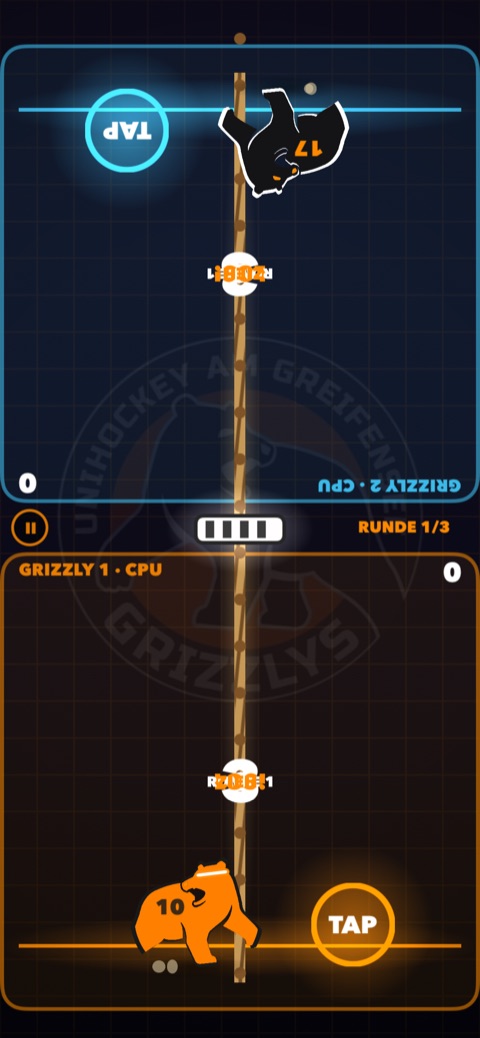 TAP
17
UNIHOCKEY AM GREIFENSEE
0
GRIZZLY 2 · CPU
RUNDE 1/3
GRIZZLY 1 · CPU
0
GRIZZLYS
10
TAP